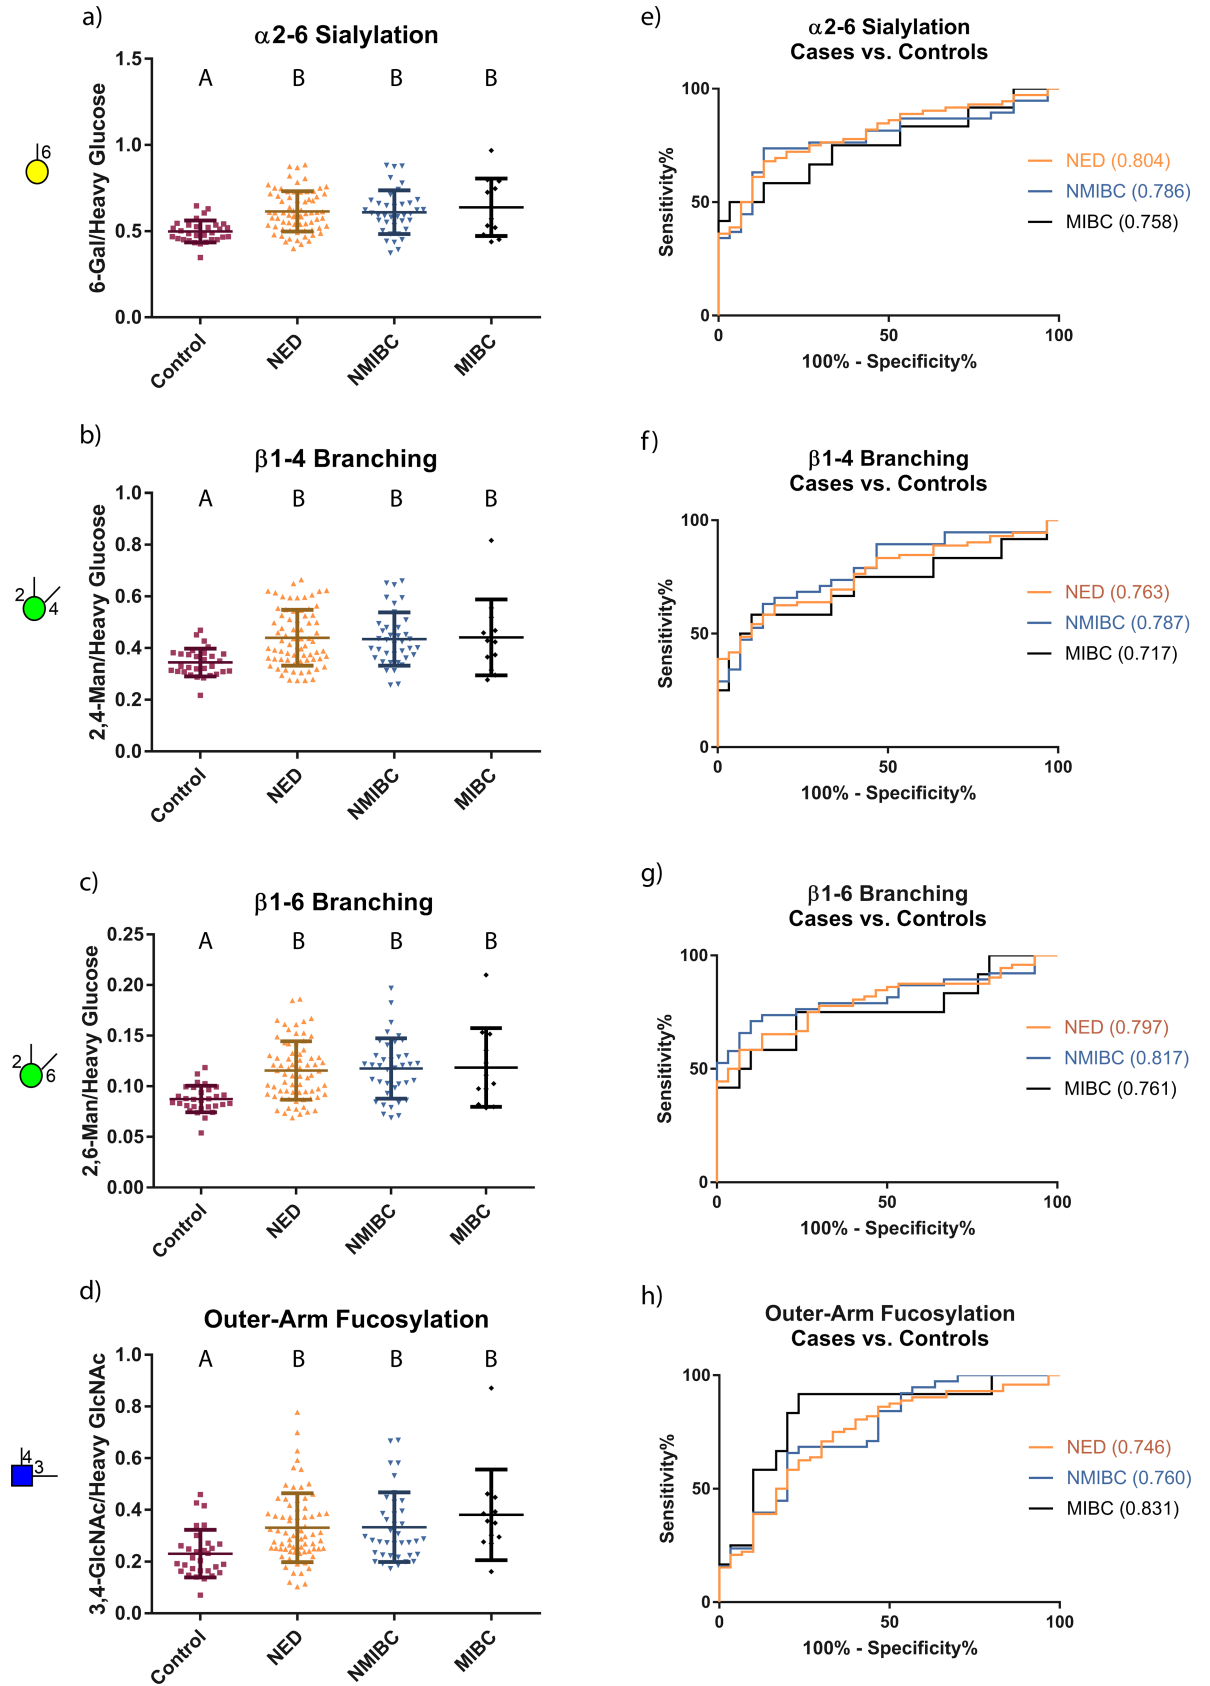 a)
α2-6 Sialylation
6
6-Gal/Heavy Glucose
1.5
1.0
0.5
0.0
A B B B
Control NED NMIBC MIBC
e)
α2-6 Sialylation
Cases vs. Controls
Sensitivity%
100
50
0
0 50 100
100% - Specificity%
NED (0.804)
NMIBC (0.786)
MIBC (0.758)
b)
β1-4 Branching
2 4
2,4-Man/Heavy Glucose
1.0
0.8
0.6
0.4
0.2
0.0
A B B B
Control NED NMIBC MIBC
f)
β1-4 Branching
Cases vs. Controls
Sensitivity%
100
50
0
0 50 100
100% - Specificity%
NED (0.763)
NMIBC (0.787)
MIBC (0.717)
c)
β1-6 Branching
2 6
2,6-Man/Heavy Glucose
0.25
0.20
0.15
0.10
0.05
0.00
A B B B
Control NED NMIBC MIBC
g)
β1-6 Branching
Cases vs. Controls
Sensitivity%
100
50
0
0 50 100
100% - Specificity%
NED (0.797)
NMIBC (0.817)
MIBC (0.761)
d)
Outer-Arm Fucosylation
4 3
3,4-GlcNAc/Heavy GlcNAc
1.0
0.8
0.6
0.4
0.2
0.0
A B B B
Control NED NMIBC MIBC
h)
Outer-Arm Fucosylation
Cases vs. Controls
Sensitivity%
100
50
0
0 50 100
100% - Specificity%
NED (0.746)
NMIBC (0.760)
MIBC (0.831)